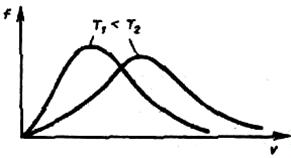 f
T₁ < T₂
v